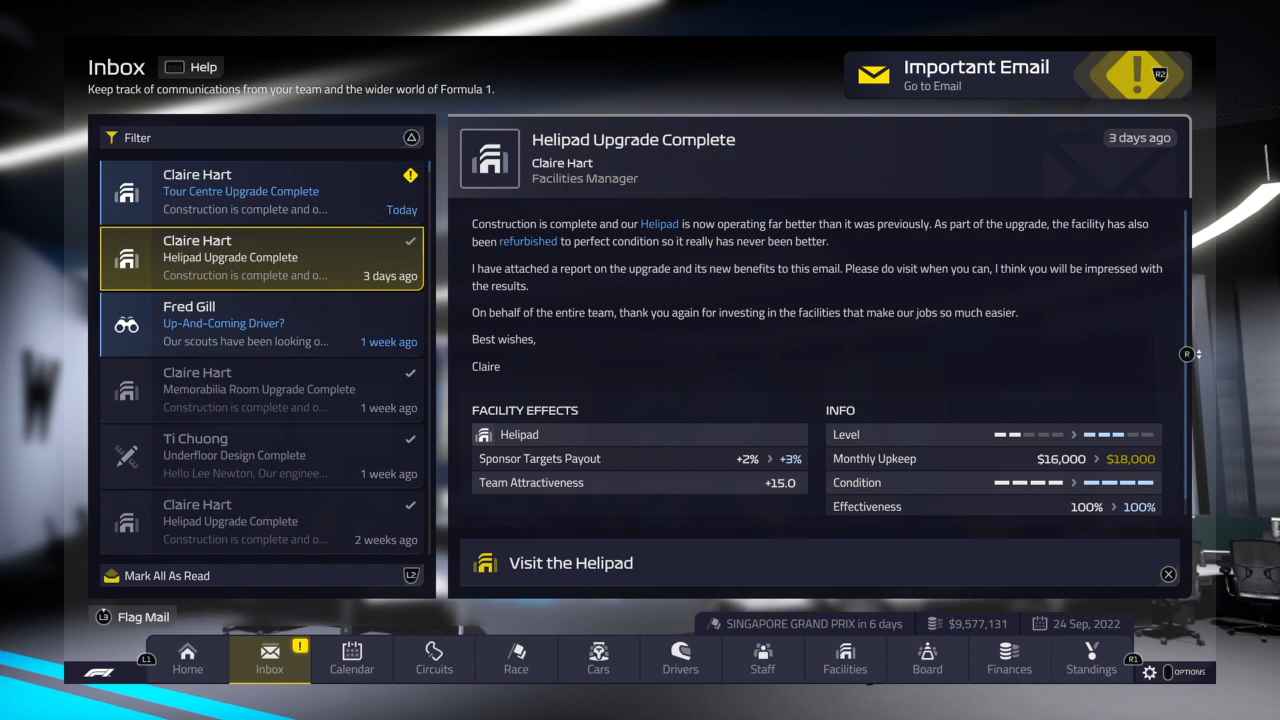 Inbox
Help
Keep track of communications from your team and the wider world of Formula 1.
Important Email
Go to Email
R2
Filter
Claire Hart
Tour Centre Upgrade Complete
Construction is complete and o...
Today
Claire Hart
Helipad Upgrade Complete
Construction is complete and o...
3 days ago
Fred Gill
Up-And-Coming Driver?
Our scouts have been looking o...
1 week ago
Claire Hart
Memorabilia Room Upgrade Complete
Construction is complete and o...
1 week ago
Ti Chuong
Underfloor Design Complete
Hello Lee Newton, Our enginee...
1 week ago
Claire Hart
Helipad Upgrade Complete
Construction is complete and o...
2 weeks ago
Mark All As Read
L2
Helipad Upgrade Complete
3 days ago
Claire Hart
Facilities Manager
Construction is complete and our Helipad is now operating far better than it was previously. As part of the upgrade, the facility has also
been refurbished to perfect condition so it really has never been better.
I have attached a report on the upgrade and its new benefits to this email. Please do visit when you can, I think you will be impressed with
the results.
On behalf of the entire team, thank you again for investing in the facilities that make our jobs so much easier.
Best wishes,
Claire
R
FACILITY EFFECTS
Helipad
Sponsor Targets Payout +2% > +3%
Team Attractiveness +15.0
INFO
Level >
Monthly Upkeep $16,000 > $18,000
Condition >
Effectiveness 100% > 100%
Visit the Helipad
L3 Flag Mail
SINGAPORE GRAND PRIX in 6 days
$9,577,131
24 Sep, 2022
F1
L1
Home
Inbox
!
Calendar
Circuits
Race
Cars
Drivers
Staff
Facilities
Board
Finances
Standings
R1
OPTIONS
W